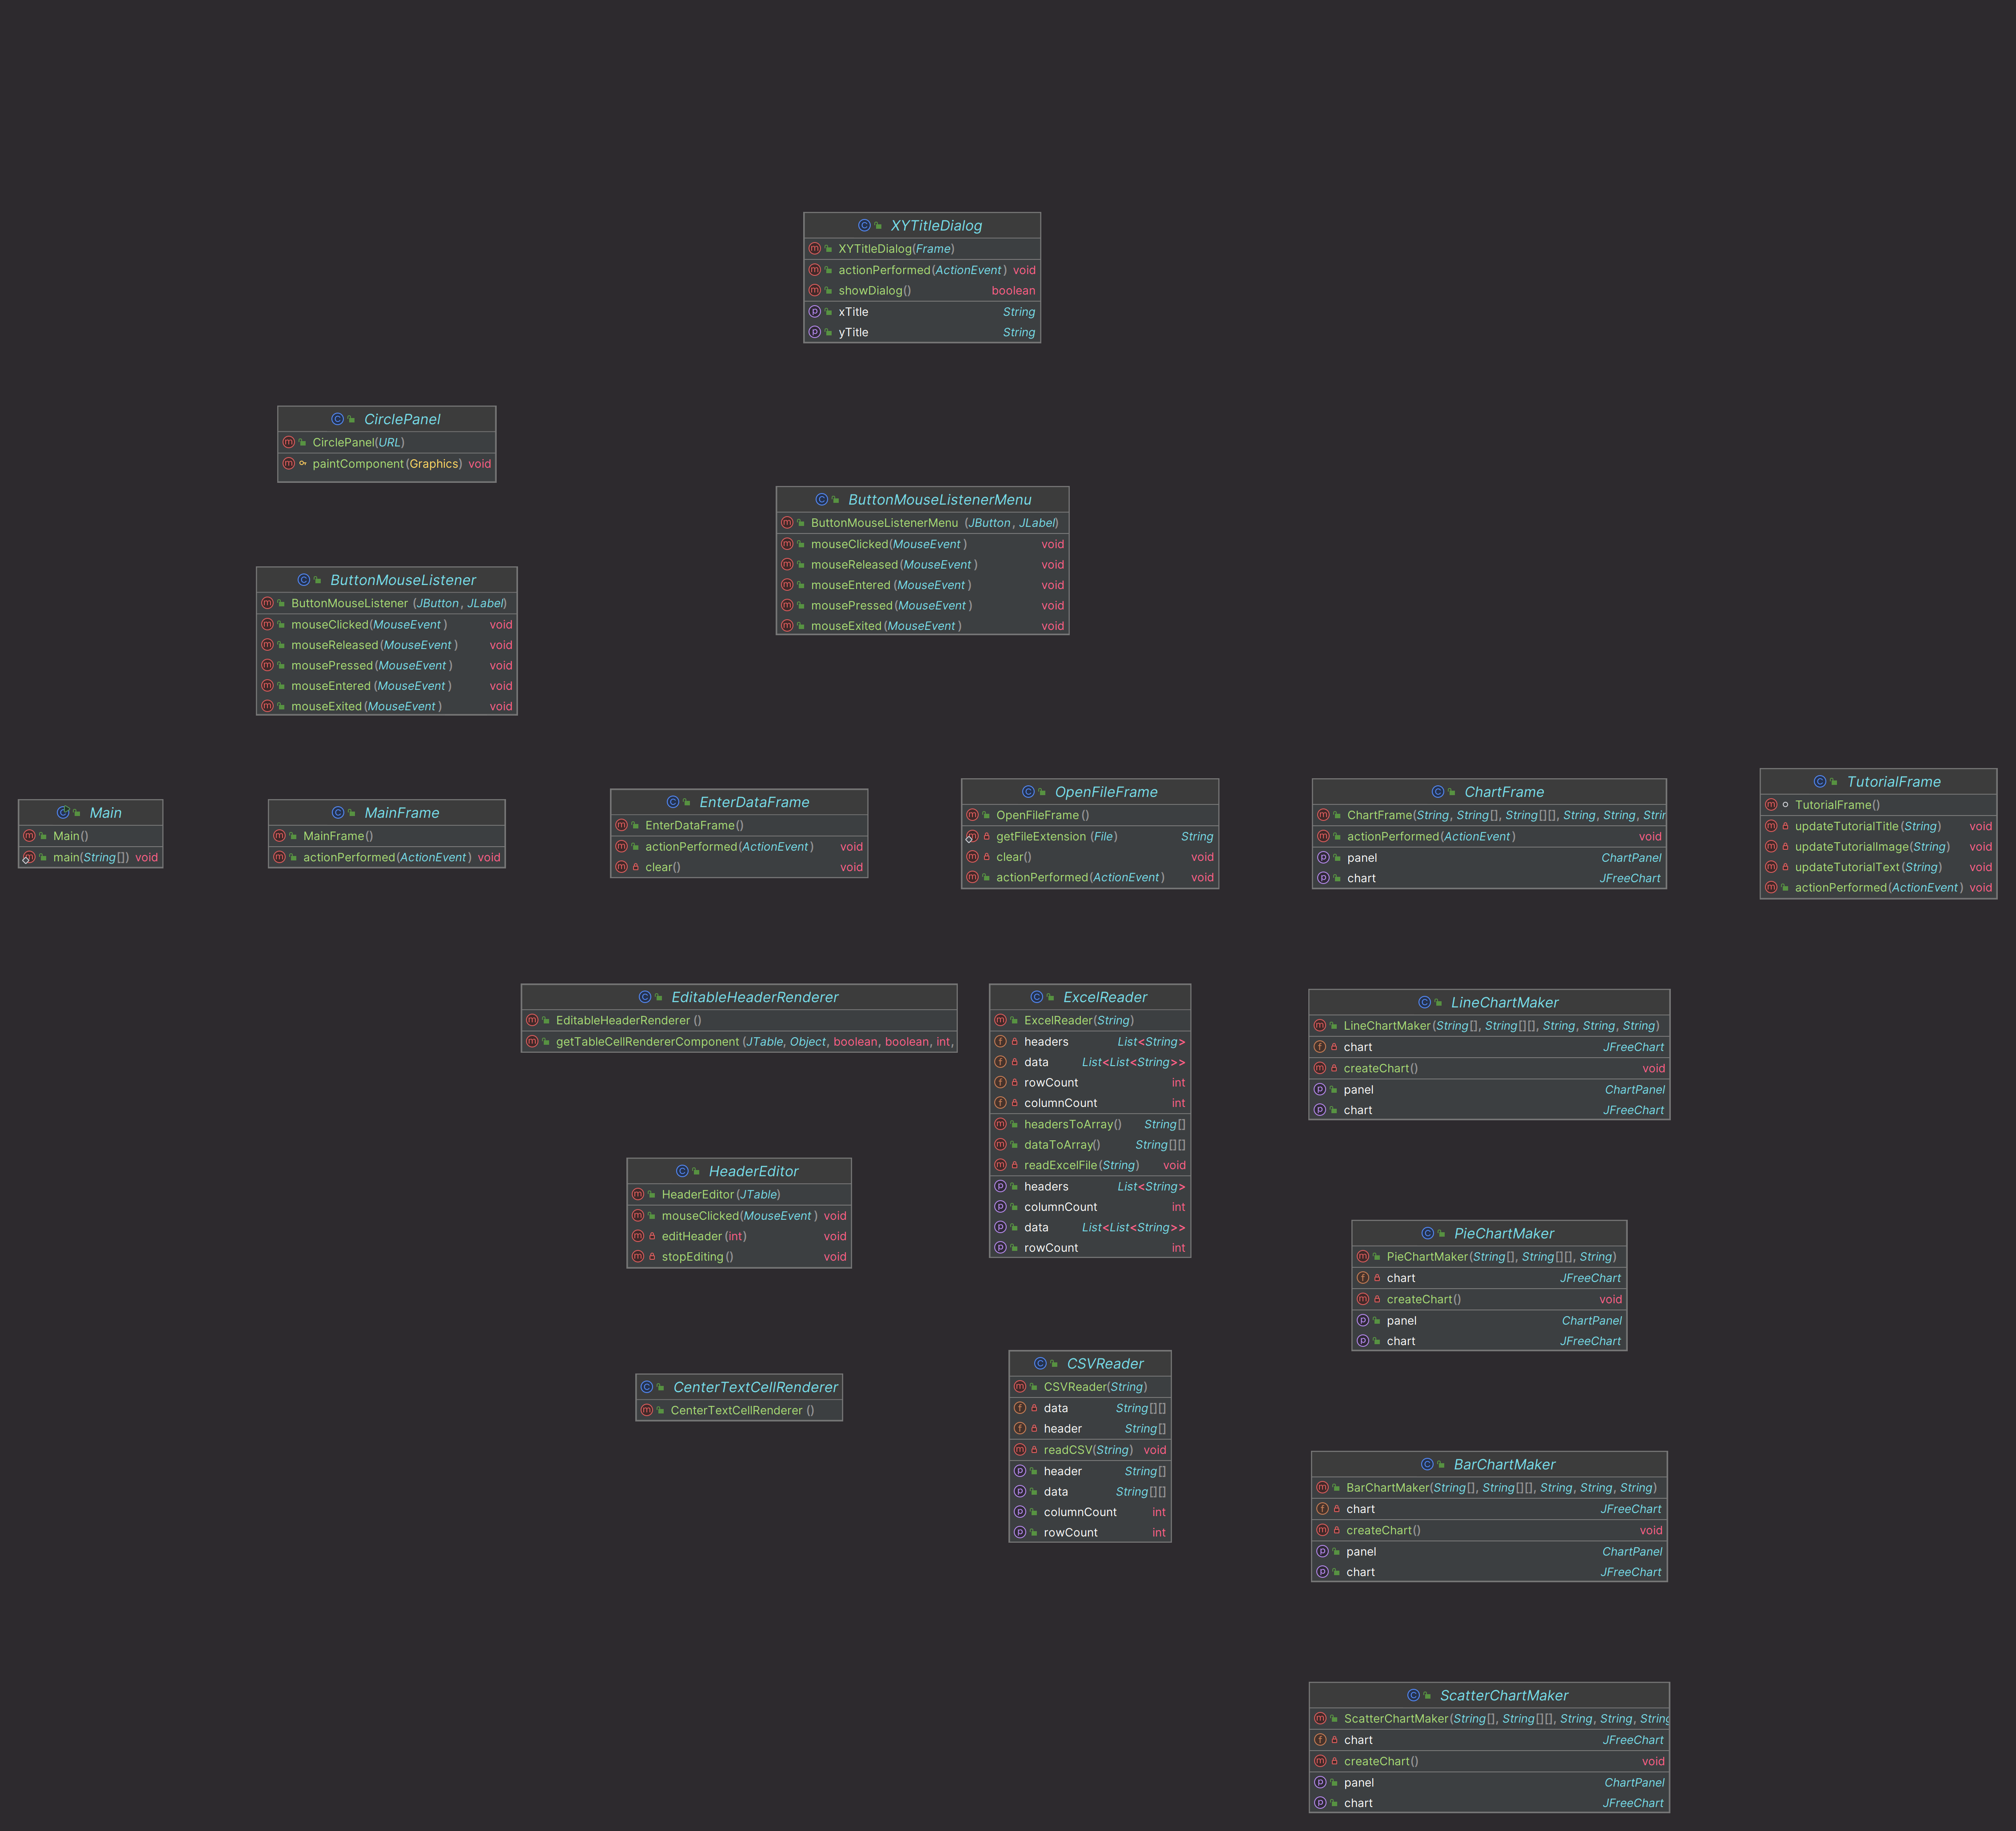 XYTitleDialog
XYTitleDialog(Frame)
actionPerformed(ActionEvent) void
showDialog() boolean
xTitle String
yTitle String
CirclePanel
CirclePanel(URL)
paintComponent(Graphics) void
ButtonMouseListenerMenu
ButtonMouseListenerMenu (JButton, JLabel)
mouseClicked(MouseEvent) void
mouseReleased(MouseEvent) void
mouseEntered(MouseEvent) void
mousePressed(MouseEvent) void
mouseExited(MouseEvent) void
ButtonMouseListener
ButtonMouseListener (JButton, JLabel)
mouseClicked(MouseEvent) void
mouseReleased(MouseEvent) void
mousePressed(MouseEvent) void
mouseEntered(MouseEvent) void
mouseExited(MouseEvent) void
Main
Main()
main(String[]) void
MainFrame
MainFrame()
actionPerformed(ActionEvent) void
EnterDataFrame
EnterDataFrame()
actionPerformed(ActionEvent) void
clear() void
OpenFileFrame
OpenFileFrame()
getFileExtension(File) String
clear() void
actionPerformed(ActionEvent) void
ChartFrame
ChartFrame(String, String[], String[][], String, String, Strir
actionPerformed(ActionEvent) void
panel ChartPanel
chart JFreeChart
TutorialFrame
TutorialFrame()
updateTutorialTitle(String) void
updateTutorialImage(String) void
updateTutorialText(String) void
actionPerformed(ActionEvent) void
EditableHeaderRenderer
EditableHeaderRenderer ()
getTableCellRendererComponent (JTable, Object, boolean, boolean, int,
HeaderEditor
HeaderEditor(JTable)
mouseClicked(MouseEvent) void
editHeader(int) void
stopEditing() void
CenterTextCellRenderer
CenterTextCellRenderer ()
ExcelReader
ExcelReader(String)
headers List<String>
data List<List<String>>
rowCount int
columnCount int
headersToArray() String[]
dataToArray() String[][]
readExcelFile(String) void
headers List<String>
columnCount int
data List<List<String>>
rowCount int
CSVReader
CSVReader(String)
data String[][]
header String[]
readCSV(String) void
header String[]
data String[][]
columnCount int
rowCount int
LineChartMaker
LineChartMaker(String[], String[][], String, String, String)
chart JFreeChart
createChart() void
panel ChartPanel
chart JFreeChart
PieChartMaker
PieChartMaker(String[], String[][], String)
chart JFreeChart
createChart() void
panel ChartPanel
chart JFreeChart
BarChartMaker
BarChartMaker(String[], String[][], String, String, String)
chart JFreeChart
createChart() void
panel ChartPanel
chart JFreeChart
ScatterChartMaker
ScatterChartMaker(String[], String[][], String, String, String
chart JFreeChart
createChart() void
panel ChartPanel
chart JFreeChart